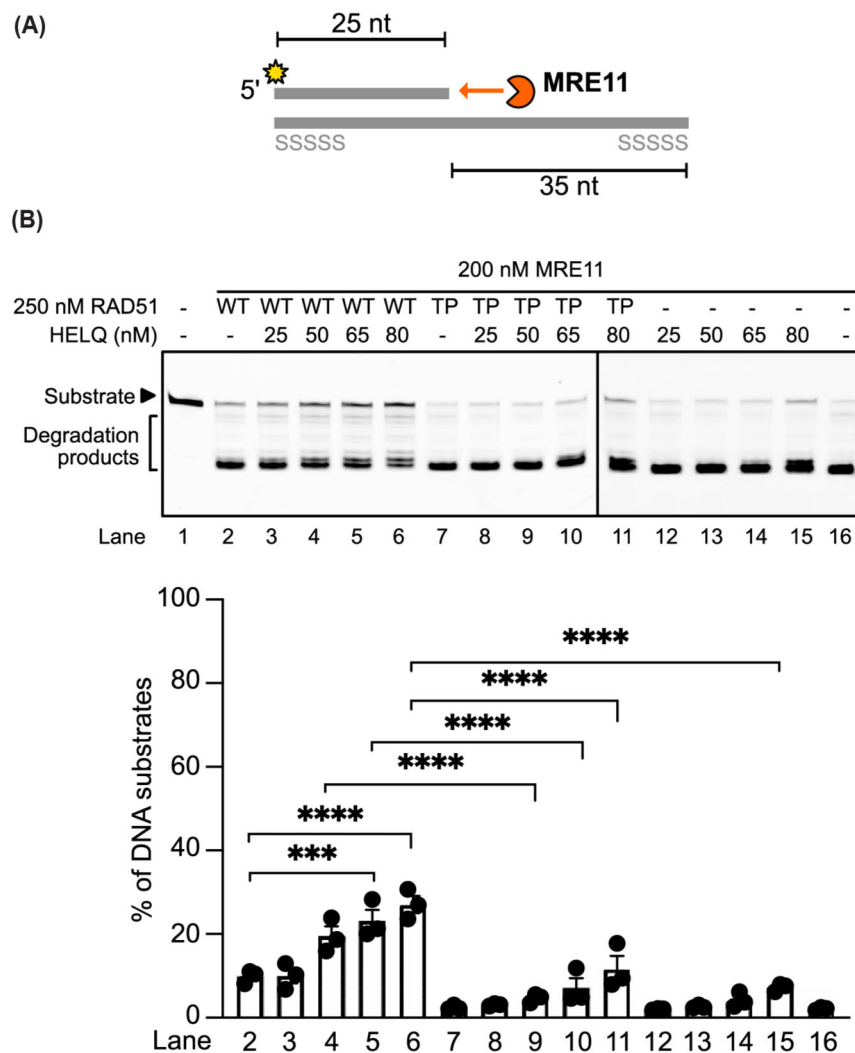 (A)
25 nt
5'
MRE11
SSSSS SSSSS
35 nt
(B)
200 nM MRE11
250 nM RAD51 - WT WT WT WT WT TP TP TP TP TP - - - - -
HELQ (nM) - - 25 50 65 80 - 25 50 65 80 25 50 65 80 -
Substrate
Degradation
products
Lane 1 2 3 4 5 6 7 8 9 10 11 12 13 14 15 16
% of DNA substrates
100
80
60
40
20
0
****
****
****
****
****
***
Lane 2 3 4 5 6 7 8 9 10 11 12 13 14 15 16